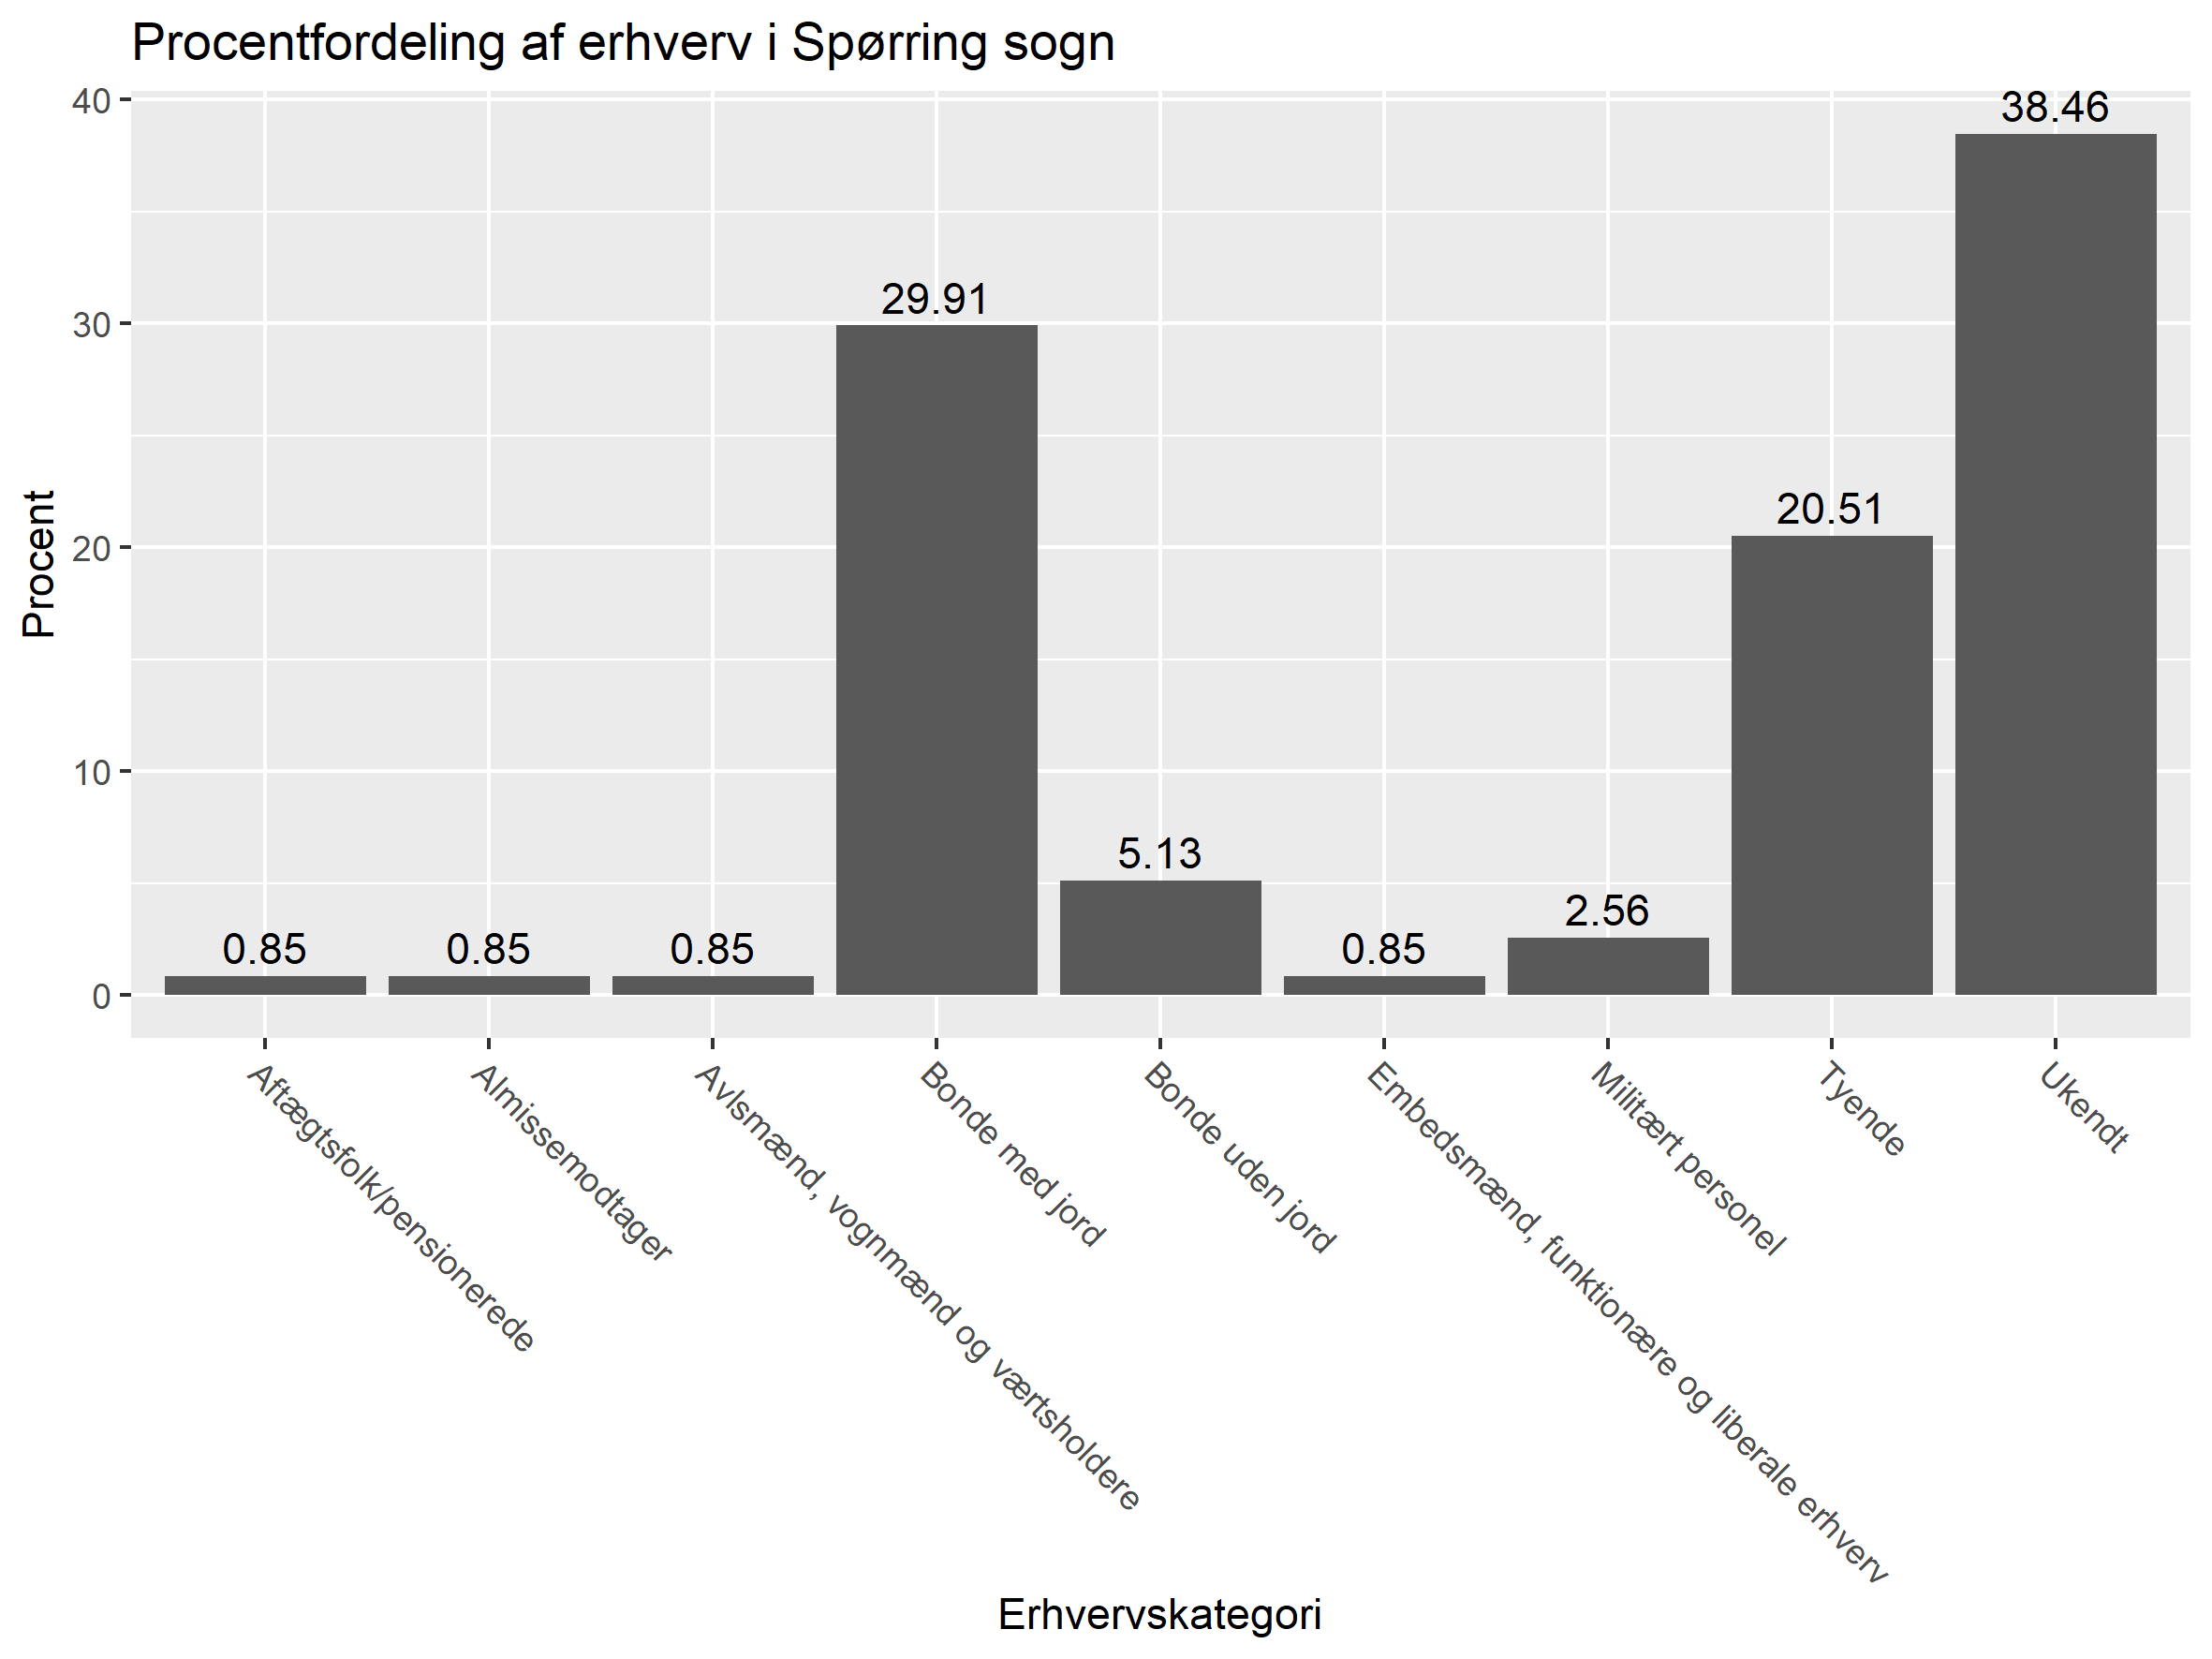 Procentfordeling af erhverv i Spørring sogn
40
30
20
10
0
Procent
0.85
0.85
0.85
29.91
5.13
0.85
2.56
20.51
38.46
Aftægtsfolk/pensionerede
Almissemodtager
Avlsmænd, vognmænd og værtsholdere
Bonde med jord
Bonde uden jord
Embedsmænd, funktionære og liberale erhverv
Militært personel
Tyende
Ukendt
Erhvervskategori